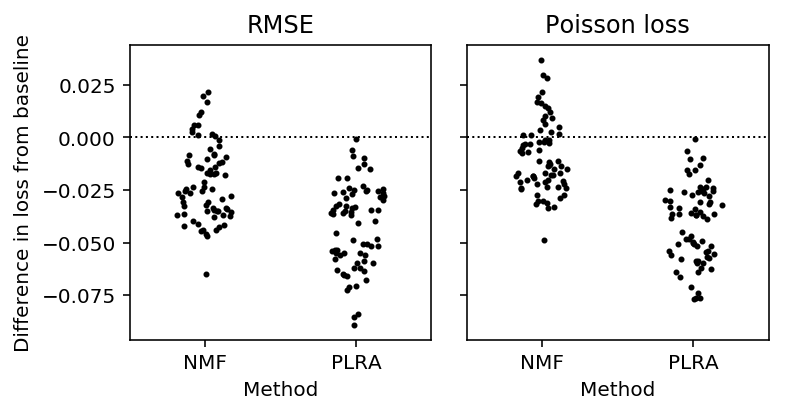 RMSE
Poisson loss
Difference in loss from baseline
0.025
0.000
−0.025
−0.050
−0.075
NMF
PLRA
NMF
PLRA
Method
Method